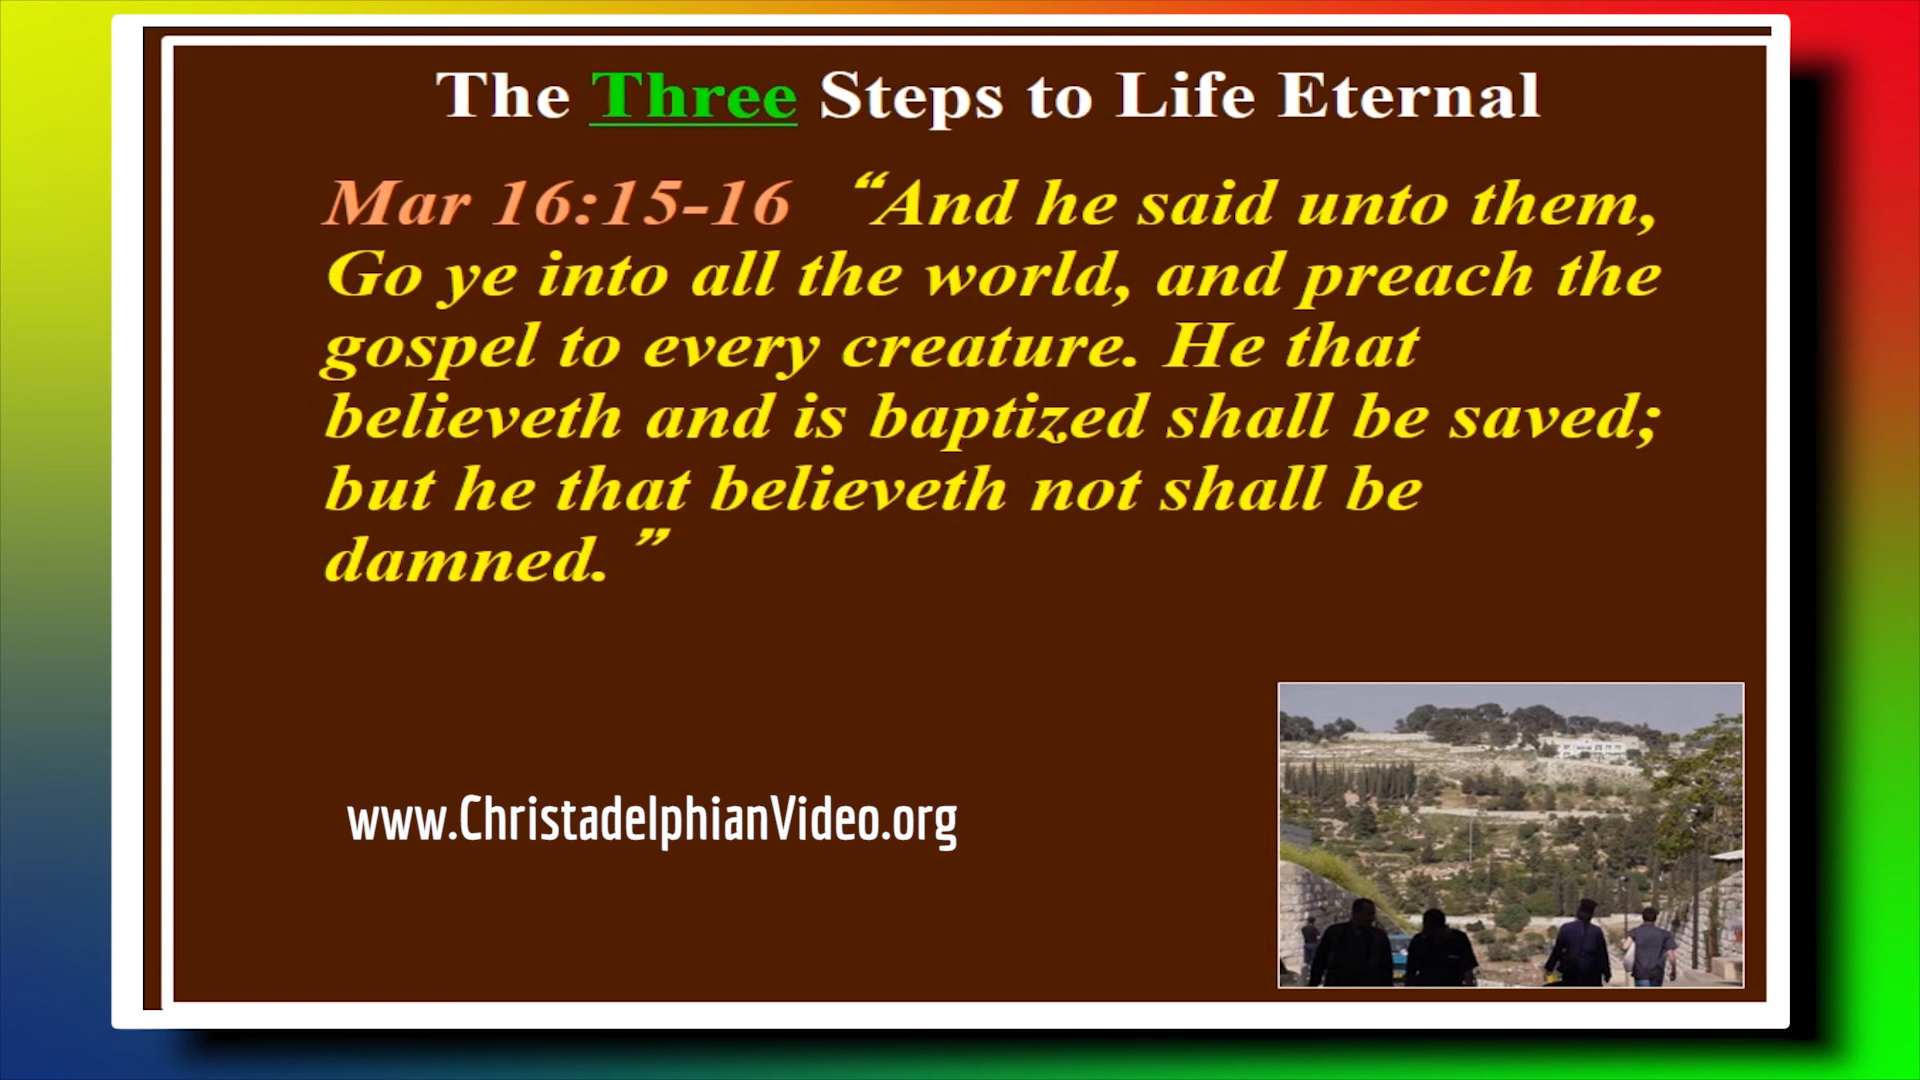 The Three Steps to Life Eternal
Mar 16:15-16 “And he said unto them,
Go ye into all the world, and preach the
gospel to every creature. He that
believeth and is baptized shall be saved;
but he that believeth not shall be
damned. ”
www.ChristadelphianVideo.org